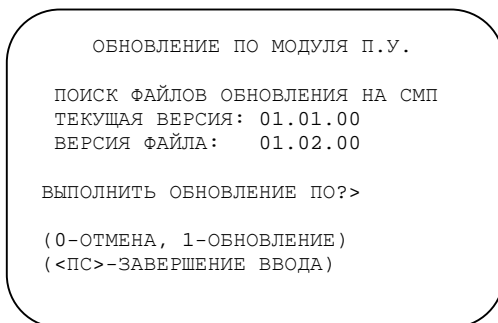 ОБНОВЛЕНИЕ ПО МОДУЛЯ П.У.
ПОИСК ФАЙЛОВ ОБНОВЛЕНИЯ НА СМП
ТЕКУЩАЯ ВЕРСИЯ: 01.01.00
ВЕРСИЯ ФАЙЛА: 01.02.00
ВЫПОЛНИТЬ ОБНОВЛЕНИЕ ПО?>
(0-ОТМЕНА, 1-ОБНОВЛЕНИЕ)
(<ПС>-ЗАВЕРШЕНИЕ ВВОДА)